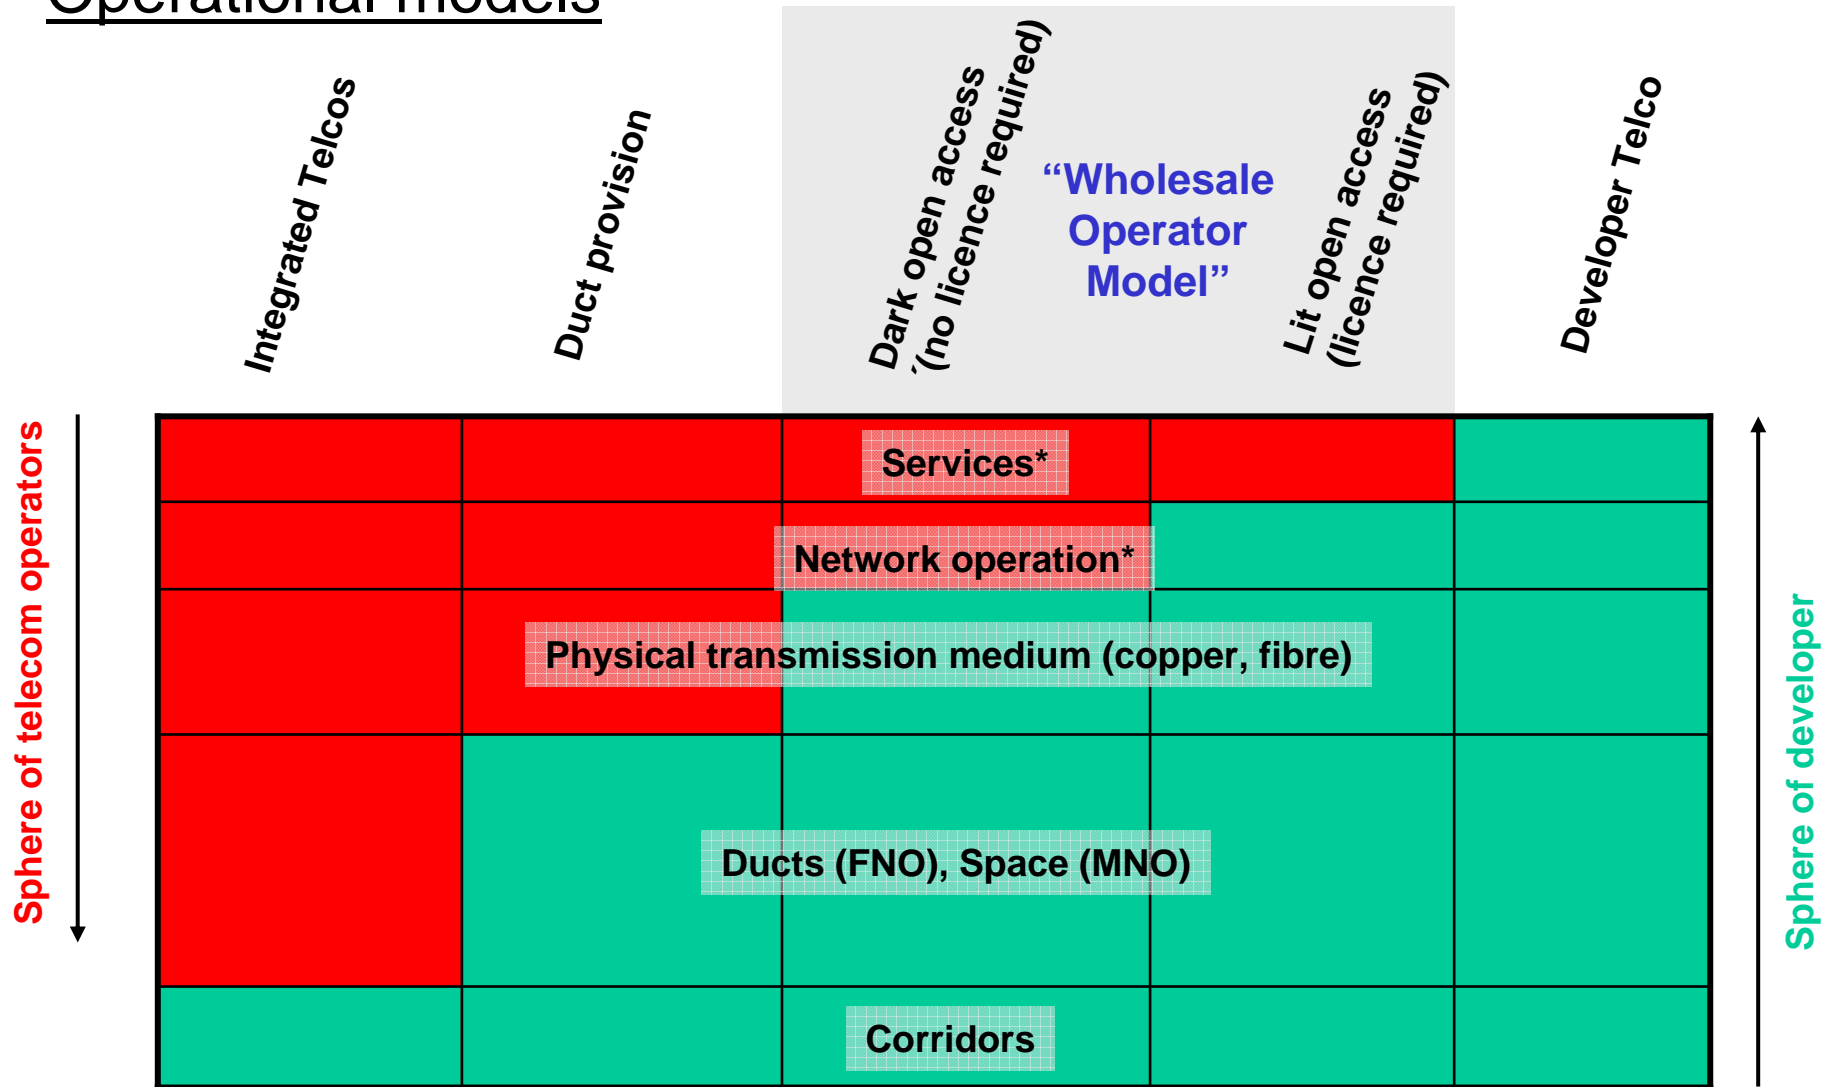 Operational models
Integrated Telcos
Duct provision
Dark open access
´(no licence required)
“Wholesale
Operator
Model”
Lit open access
(licence required)
Developer Telco
Sphere of telecom operators
Services*
Network operation*
Physical transmission medium (copper, fibre)
Ducts (FNO), Space (MNO)
Corridors
Sphere of developer